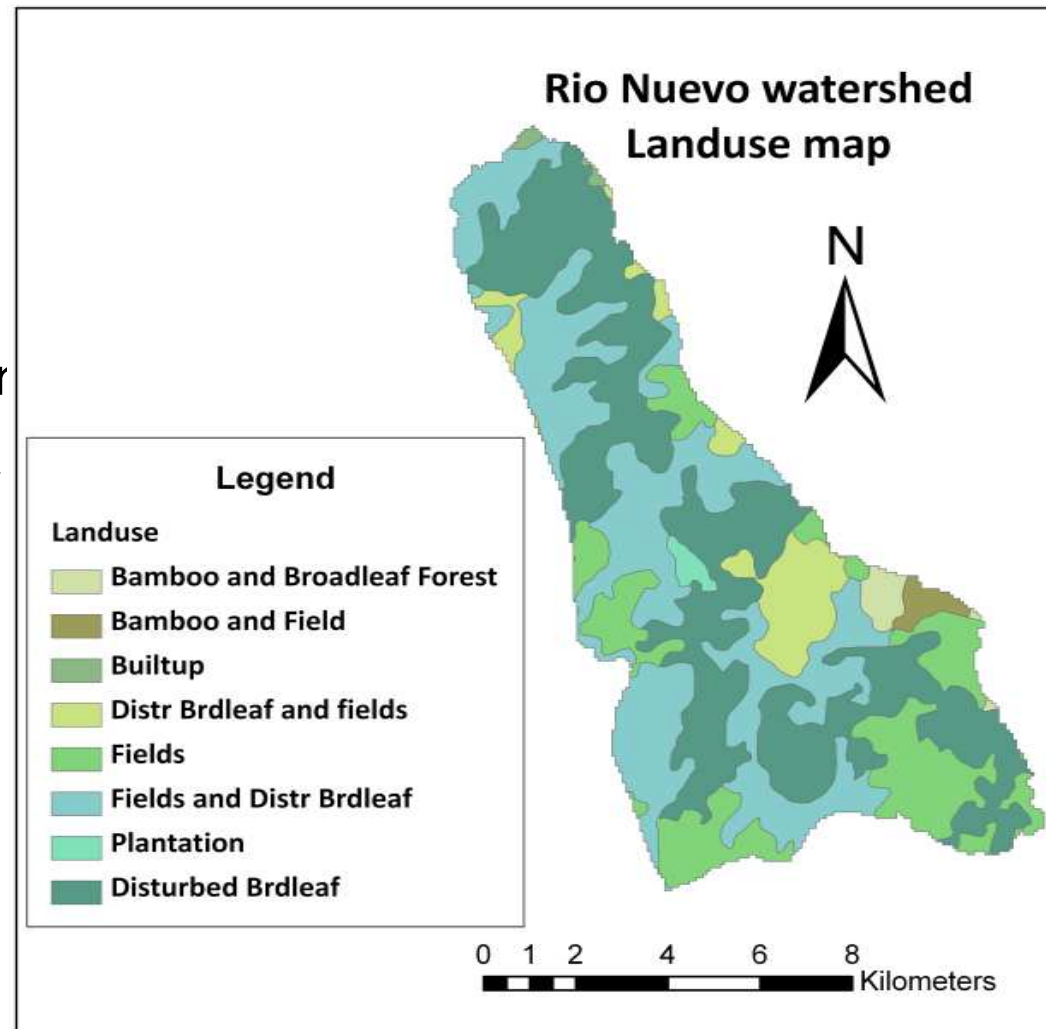 Rio Nuevo watershed
Landuse map
N
Legend
Landuse
Bamboo and Broadleaf Forest
Bamboo and Field
Builtup
Distr Brdleaf and fields
Fields
Fields and Distr Brdleaf
Plantation
Disturbed Brdleaf
0 1 2 4 6 8
Kilometers